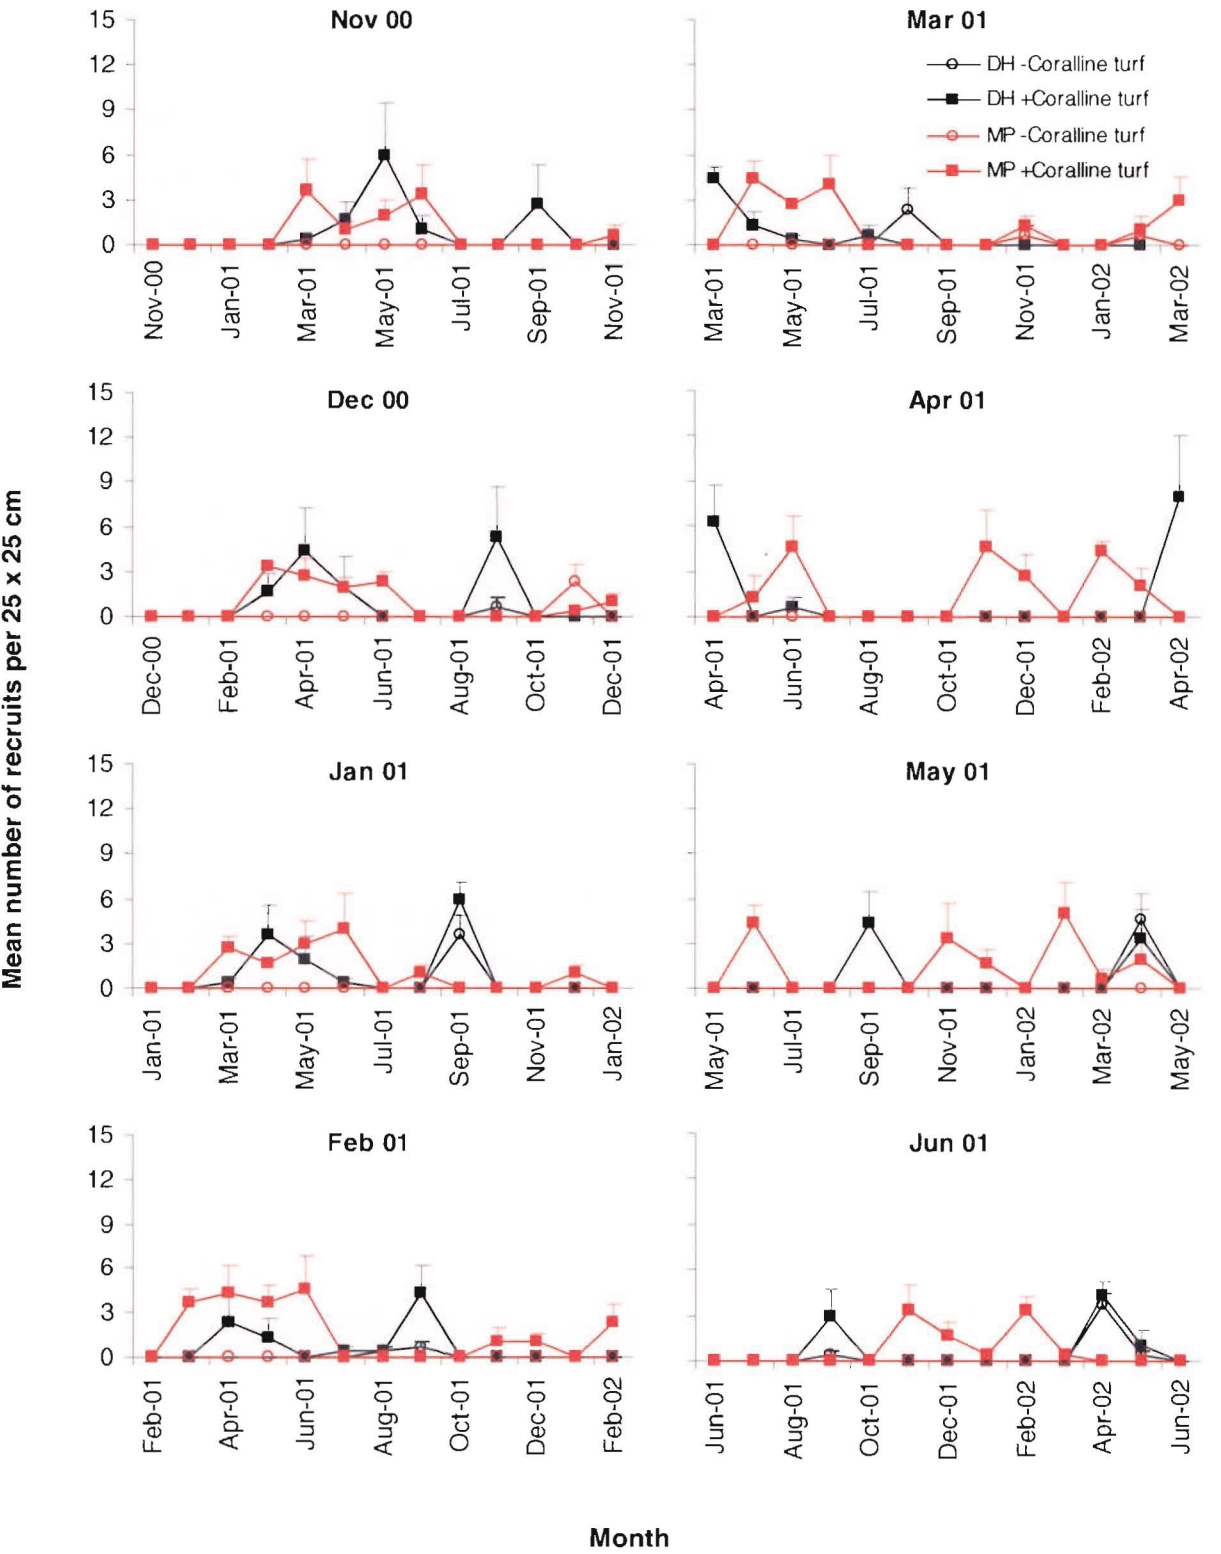 Mean number of recruits per 25 x 25 cm
Nov 00
15
12
9
6
3
0
Nov-00
Jan-01
Mar-01
May-01
Jul-01
Sep-01
Nov-01
Mar 01
DH -Coralline turf
DH +Coralline turf
MP -Coralline turf
MP +Coralline turf
Mar-01
May-01
Jul-01
Sep-01
Nov-01
Jan-02
Mar-02
Dec 00
15
12
9
6
3
0
Dec-00
Feb-01
Apr-01
Jun-01
Aug-01
Oct-01
Dec-01
Apr 01
Apr-01
Jun-01
Aug-01
Oct-01
Dec-01
Feb-02
Apr-02
Jan 01
15
12
9
6
3
0
Jan-01
Mar-01
May-01
Jul-01
Sep-01
Nov-01
Jan-02
May 01
May-01
Jul-01
Sep-01
Nov-01
Jan-02
Mar-02
May-02
Feb 01
15
12
9
6
3
0
Feb-01
Apr-01
Jun-01
Aug-01
Oct-01
Dec-01
Feb-02
Jun 01
Jun-01
Aug-01
Oct-01
Dec-01
Feb-02
Apr-02
Jun-02
Month